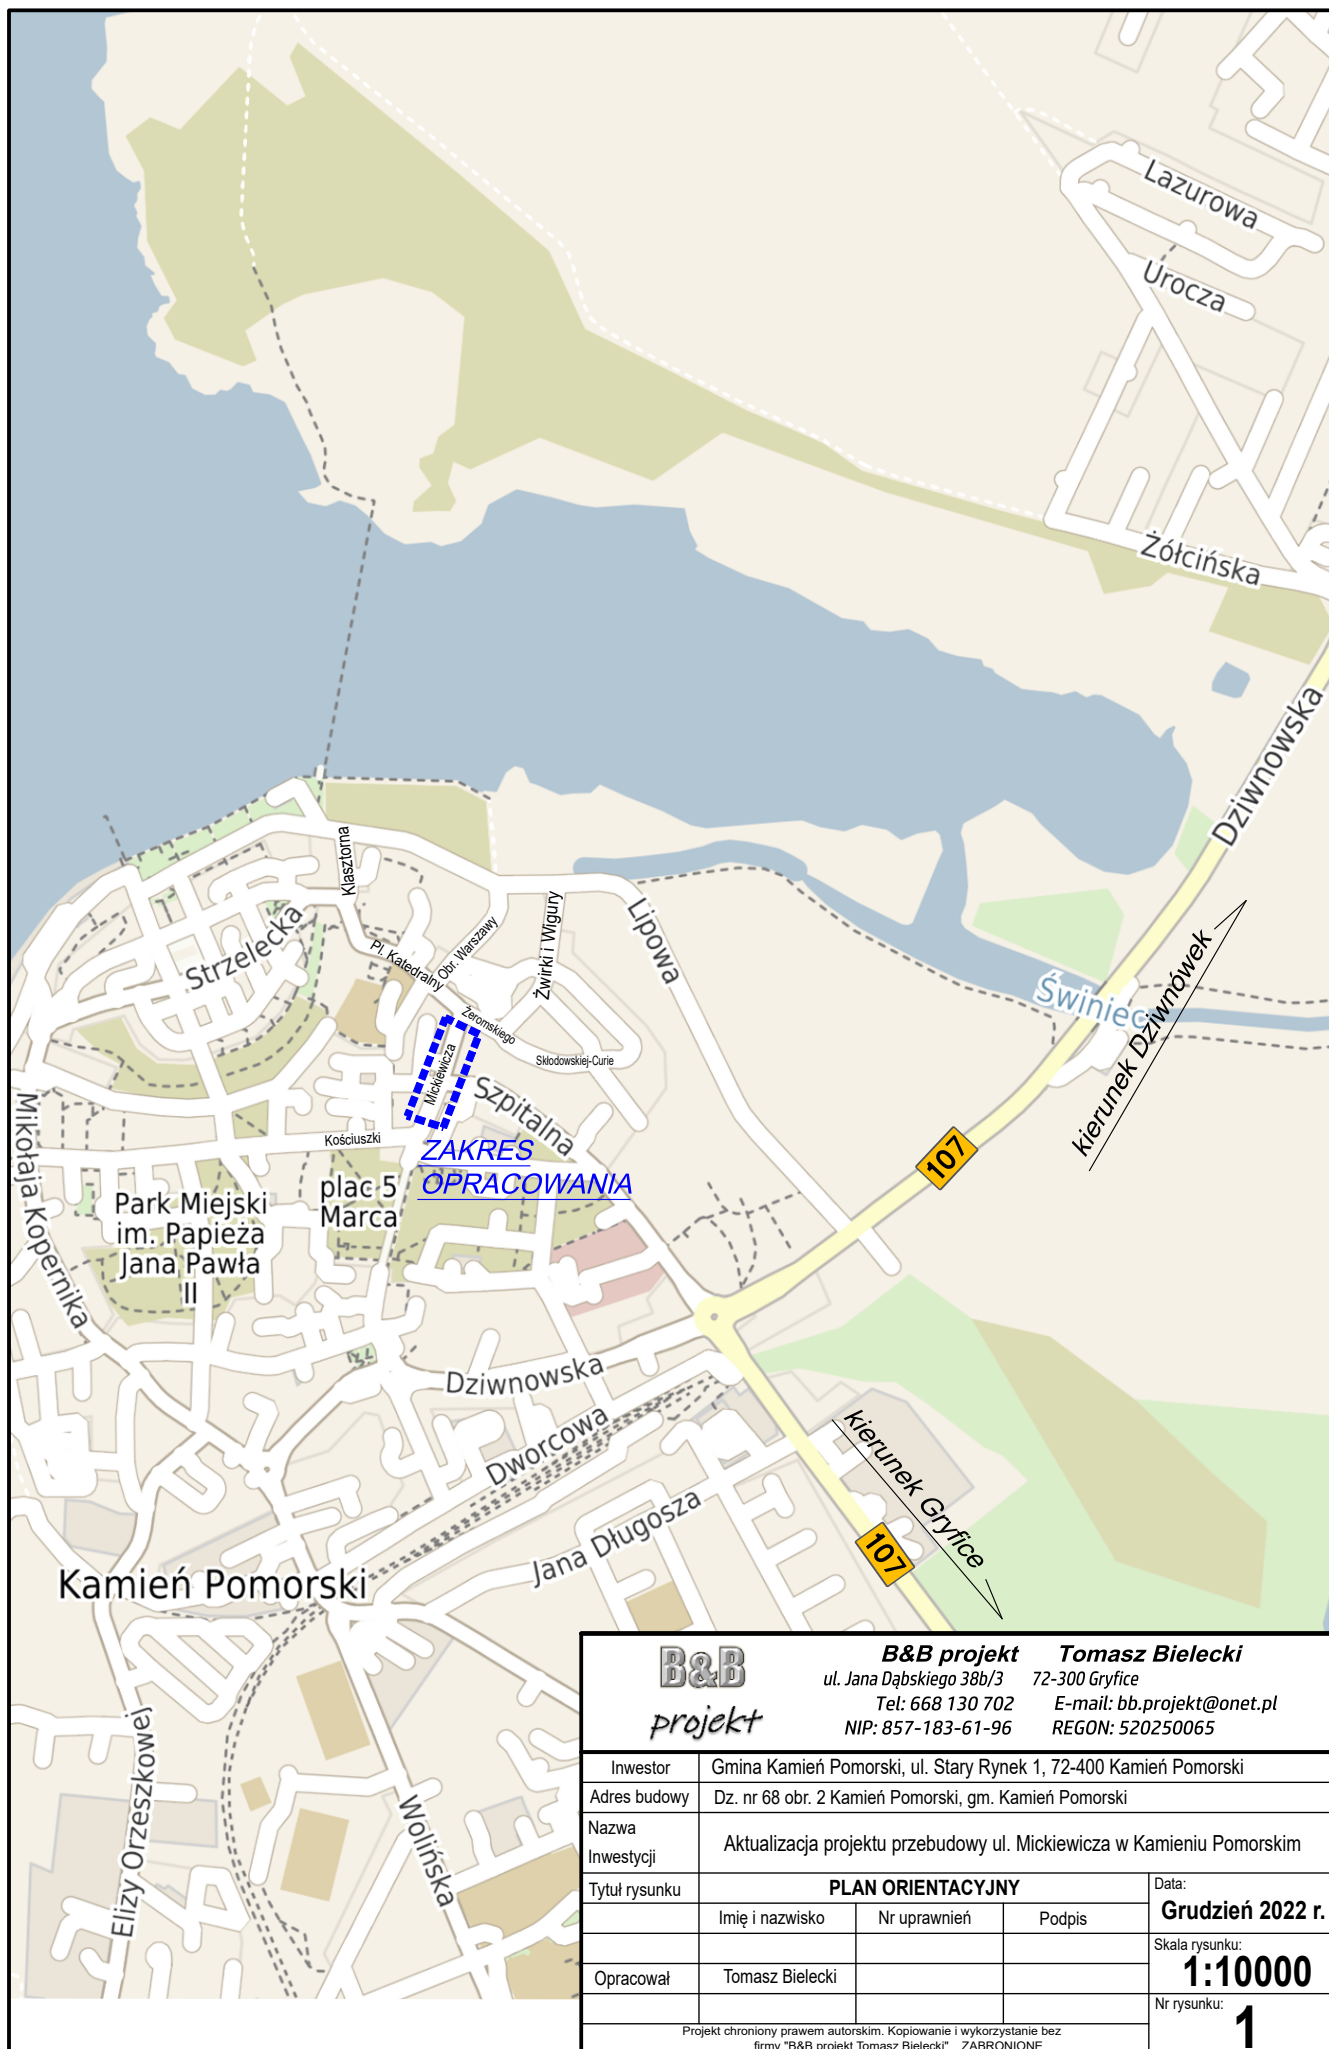 Lazurowa
Urocza
Żółcińska
Dziwnowska
Klasztorna
Strzelecka
Pl. Katedralny
Obr. Warszawy
Żwirki i Wigury
Lipowa
Świniec
kierunek Dziwnówek
Żeromskiego
Skłodowskiej-Curie
Mickiewicza
Szpitalna
Mikołaja Kopernika
Kościuszki
ZAKRES
OPRACOWANIA
107
Park Miejski
im. Papieża
Jana Pawła
II
plac 5
Marca
Dziwnowska
Dworcowa
kierunek Gryfice
Jana Długosza
107
Kamień Pomorski
Elizy Orzeszkowej
Wolińska
B&B
projekt
B&B projekt Tomasz Bielecki
ul. Jana Dąbskiego 38b/3 72-300 Gryfice
Tel: 668 130 702 E-mail: bb.projekt@onet.pl
NIP: 857-183-61-96 REGON: 520250065
Inwestor Gmina Kamień Pomorski, ul. Stary Rynek 1, 72-400 Kamień Pomorski
Adres budowy Dz. nr 68 obr. 2 Kamień Pomorski, gm. Kamień Pomorski
Nazwa
Inwestycji
Aktualizacja projektu przebudowy ul. Mickiewicza w Kamieniu Pomorskim
Tytuł rysunku PLAN ORIENTACYJNY
Data:
Grudzień 2022 r.
Imię i nazwisko Nr uprawnień Podpis
Skala rysunku:
1:10000
Opracował Tomasz Bielecki
Nr rysunku:
1
Projekt chroniony prawem autorskim. Kopiowanie i wykorzystanie bez
firmy "B&B projekt Tomasz Bielecki" ZABRONIONE